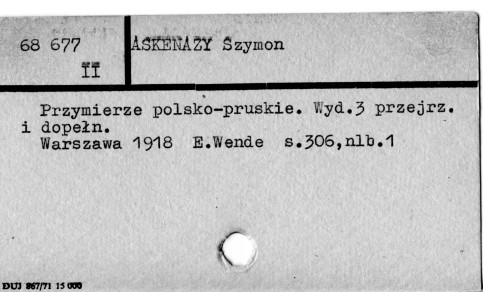 68 677 ASKENAZY Szymon
II
Przymierze polsko-pruskie. Wyd.3 przejrz.
i dopełn.
Warszawa 1918 E.Wende s.306,nlb.1
DUJ 867/71 15 000